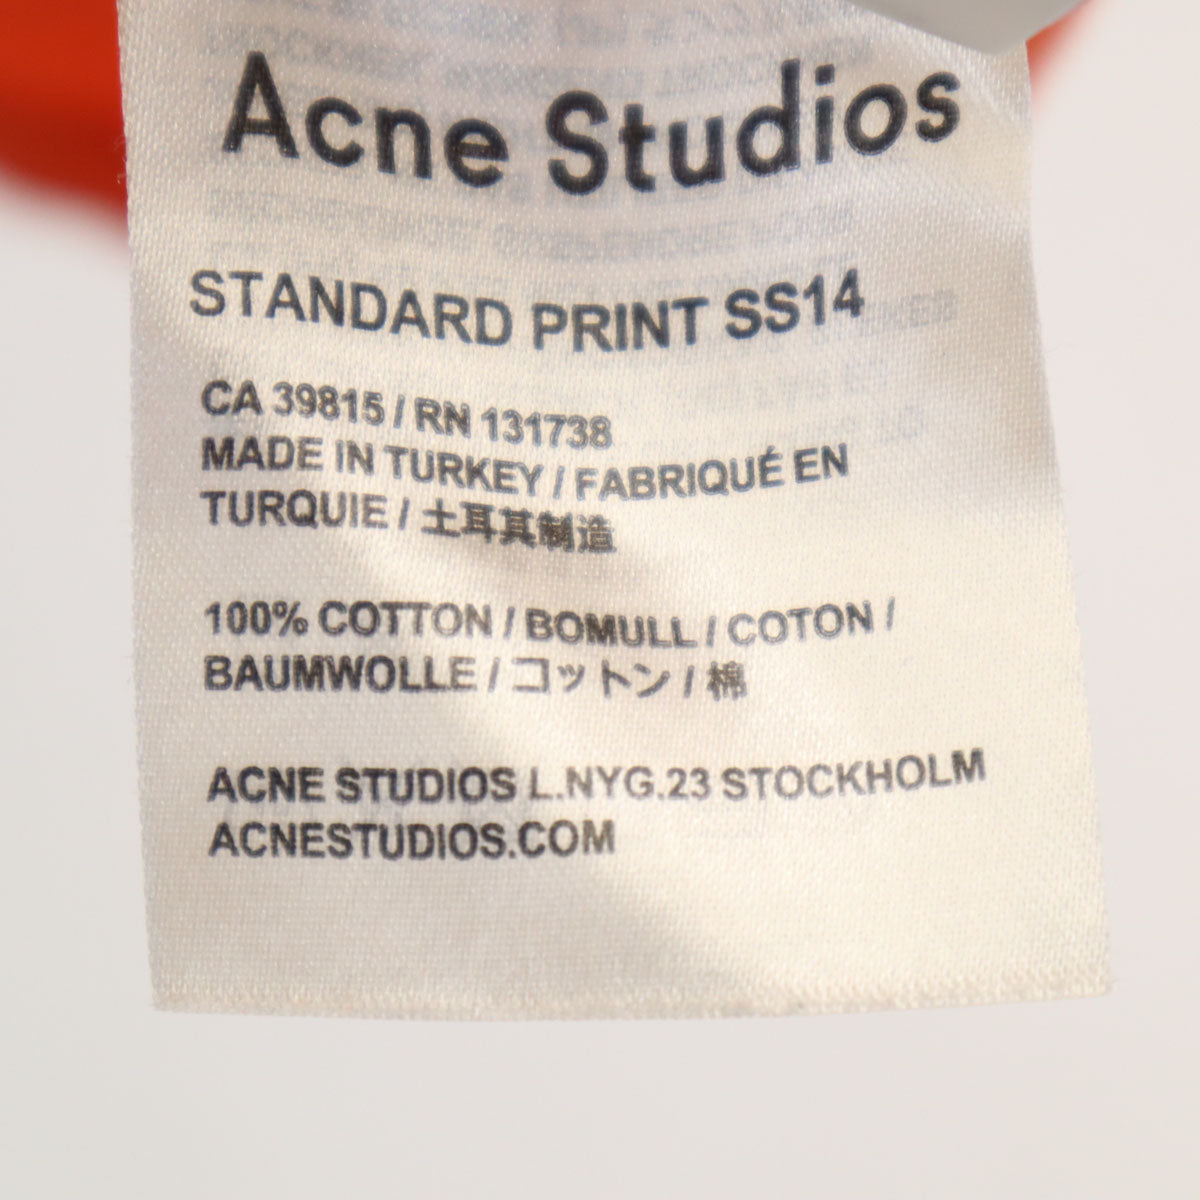 Acne Studios
STANDARD PRINT SS14
CA 39815 / RN 131738
MADE IN TURKEY / FABRIQUÉ EN
TURQUIE / 土耳其制造
100% COTTON / BOMULL / COTON /
BAUMWOLLE / コットン / 棉
ACNE STUDIOS L.NYG.23 STOCKHOLM
ACNESTUDIOS.COM